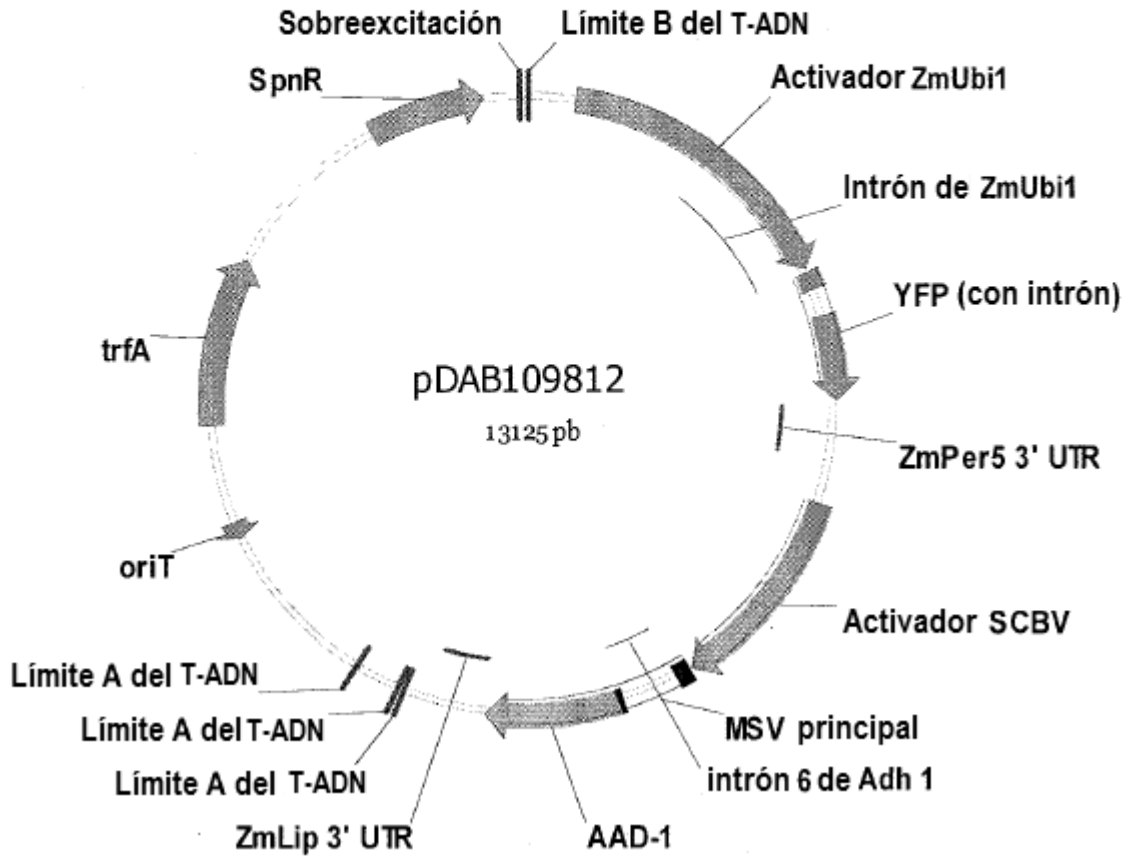 Sobreexcitación
Límite B del T-ADN
SpnR
Activador ZmUbi1
Intrón de ZmUbi1
YFP (con intrón)
trfA
pDAB109812
13125 pb
ZmPer5 3' UTR
oriT
Activador SCBV
Límite A del T-ADN
Límite A del T-ADN
MSV principal
Límite A del T-ADN
intrón 6 de Adh 1
ZmLip 3' UTR
AAD-1